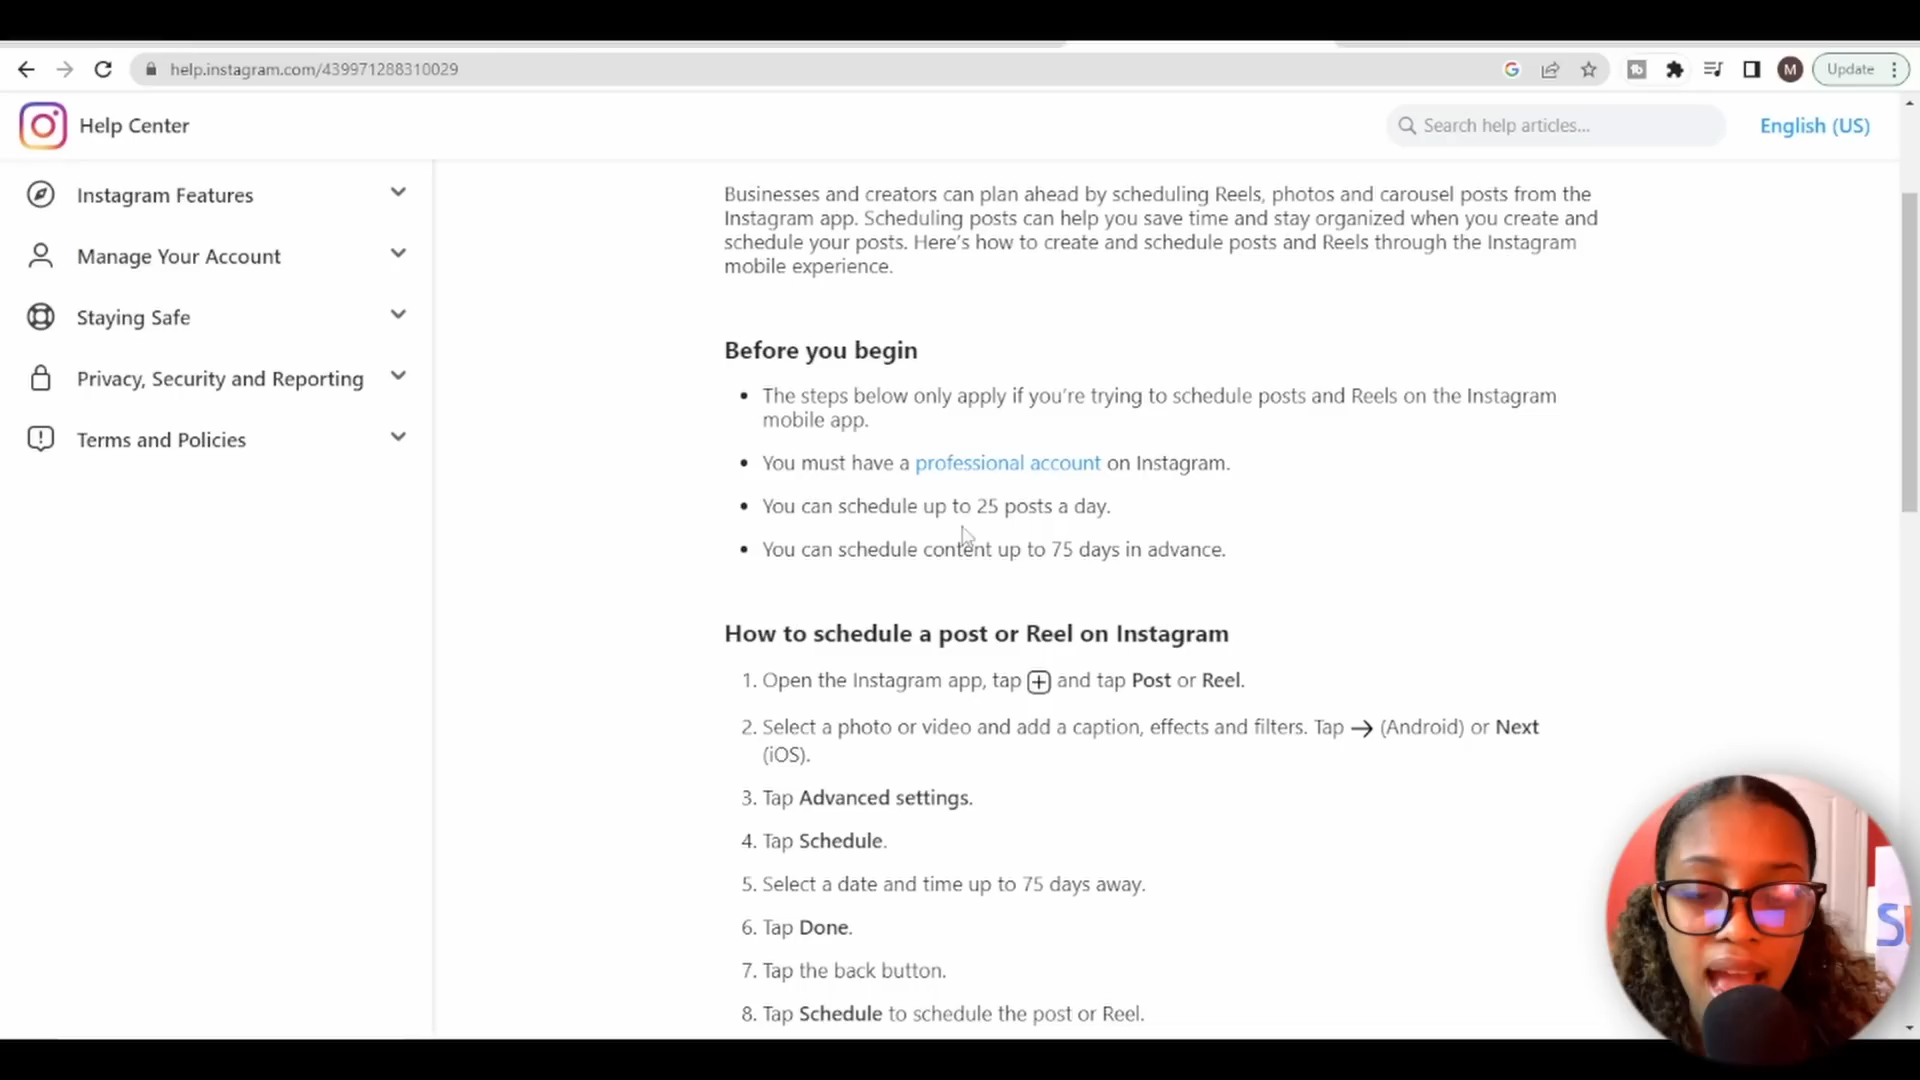 help.instagram.com/439971288310029
M
Update
Help Center
Search help articles...
English (US)
Instagram Features
Manage Your Account
Staying Safe
Privacy, Security and Reporting
Terms and Policies
Businesses and creators can plan ahead by scheduling Reels, photos and carousel posts from the
Instagram app. Scheduling posts can help you save time and stay organized when you create and
schedule your posts. Here's how to create and schedule posts and Reels through the Instagram
mobile experience.
Before you begin
• The steps below only apply if you're trying to schedule posts and Reels on the Instagram
mobile app.
• You must have a professional account on Instagram.
• You can schedule up to 25 posts a day.
• You can schedule content up to 75 days in advance.
How to schedule a post or Reel on Instagram
1. Open the Instagram app, tap and tap Post or Reel.
2. Select a photo or video and add a caption, effects and filters. Tap → (Android) or Next
(iOS).
3. Tap Advanced settings.
4. Tap Schedule.
5. Select a date and time up to 75 days away.
6. Tap Done.
7. Tap the back button.
8. Tap Schedule to schedule the post or Reel.